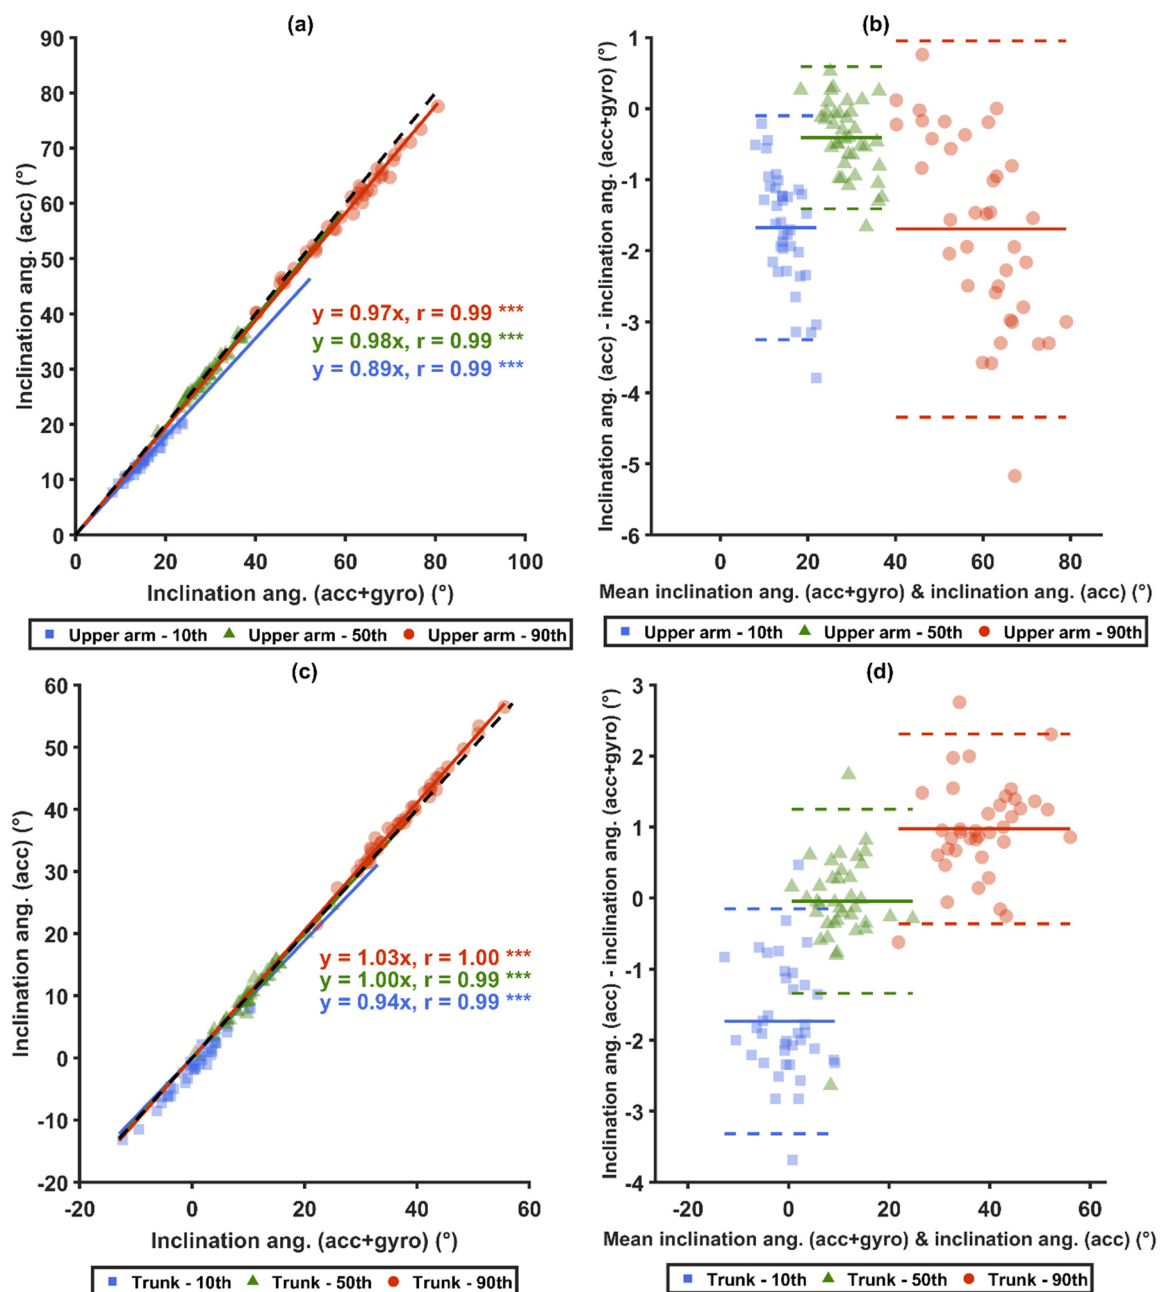 (a)
90
80
70
60
50
40
30
20
10
0
Inclination ang. (acc) (°)
y = 0.97x, r = 0.99 ***
y = 0.98x, r = 0.99 ***
y = 0.89x, r = 0.99 ***
0 20 40 60 80 100
Inclination ang. (acc+gyro) (°)
Upper arm - 10th Upper arm - 50th Upper arm - 90th
(b)
1
0
-1
-2
-3
-4
-5
-6
Inclination ang. (acc) - inclination ang. (acc+gyro) (°)
0 20 40 60 80
Mean inclination ang. (acc+gyro) & inclination ang. (acc) (°)
Upper arm - 10th Upper arm - 50th Upper arm - 90th
(c)
60
50
40
30
20
10
0
-10
-20
Inclination ang. (acc) (°)
y = 1.03x, r = 1.00 ***
y = 1.00x, r = 0.99 ***
y = 0.94x, r = 0.99 ***
-20 0 20 40 60
Inclination ang. (acc+gyro) (°)
Trunk - 10th Trunk - 50th Trunk - 90th
(d)
3
2
1
0
-1
-2
-3
-4
Inclination ang. (acc) - inclination ang. (acc+gyro) (°)
-20 0 20 40 60
Mean inclination ang. (acc+gyro) & inclination ang. (acc) (°)
Trunk - 10th Trunk - 50th Trunk - 90th